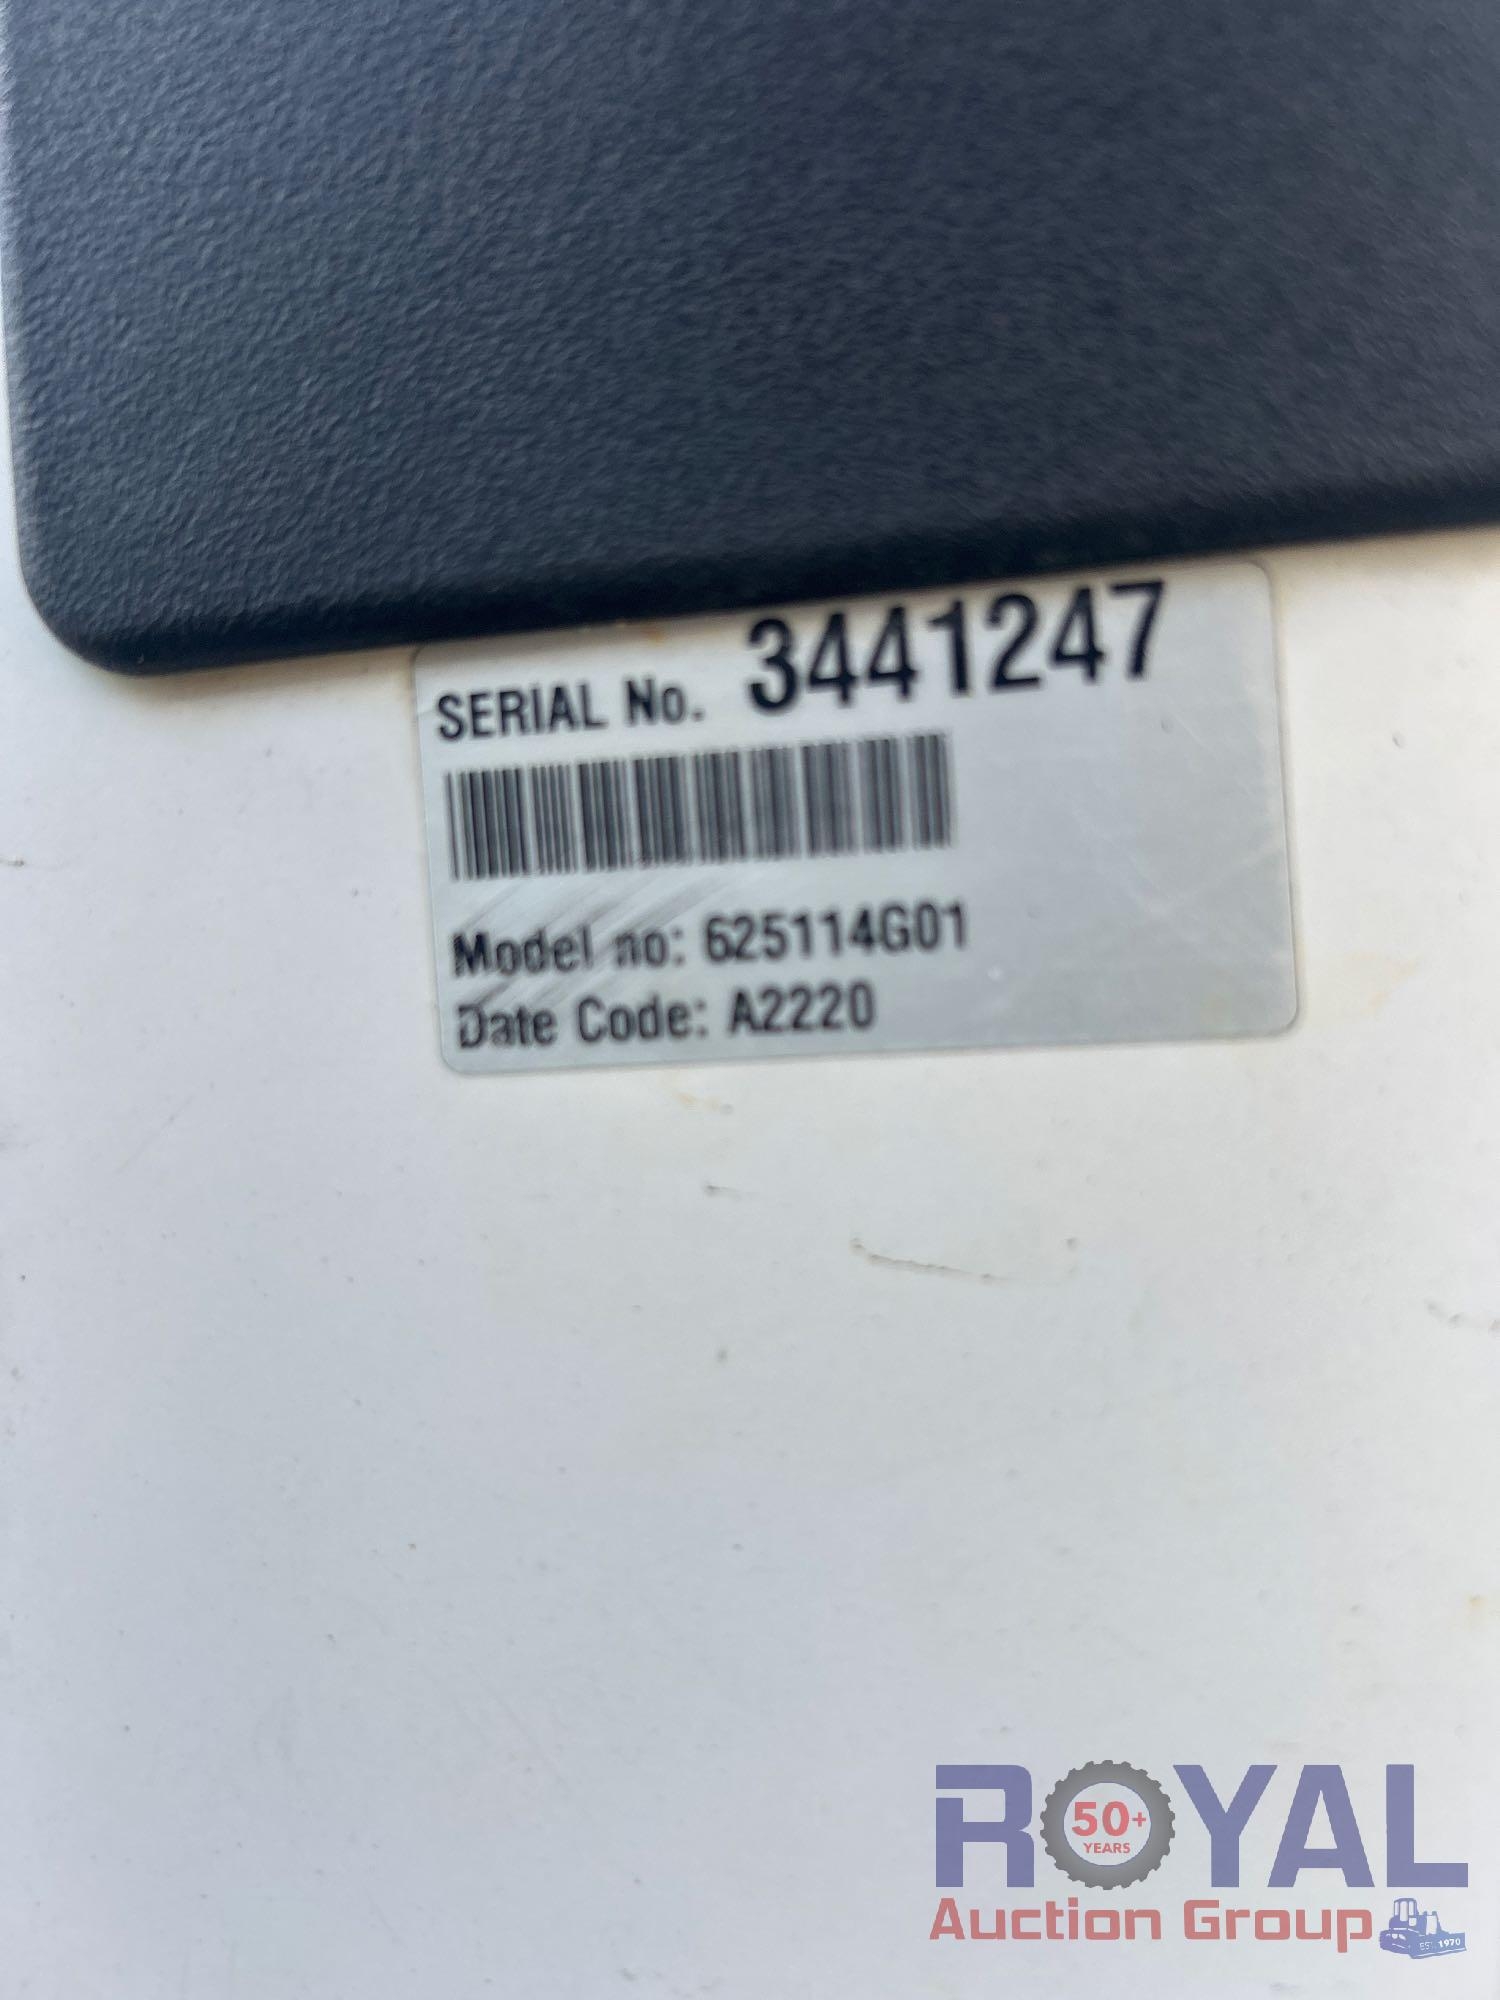 SERIAL No. 3441247
Model no: 625114G01
Date Code: A2220
ROYAL
50+
YEARS
Auction Group
EST. 1970